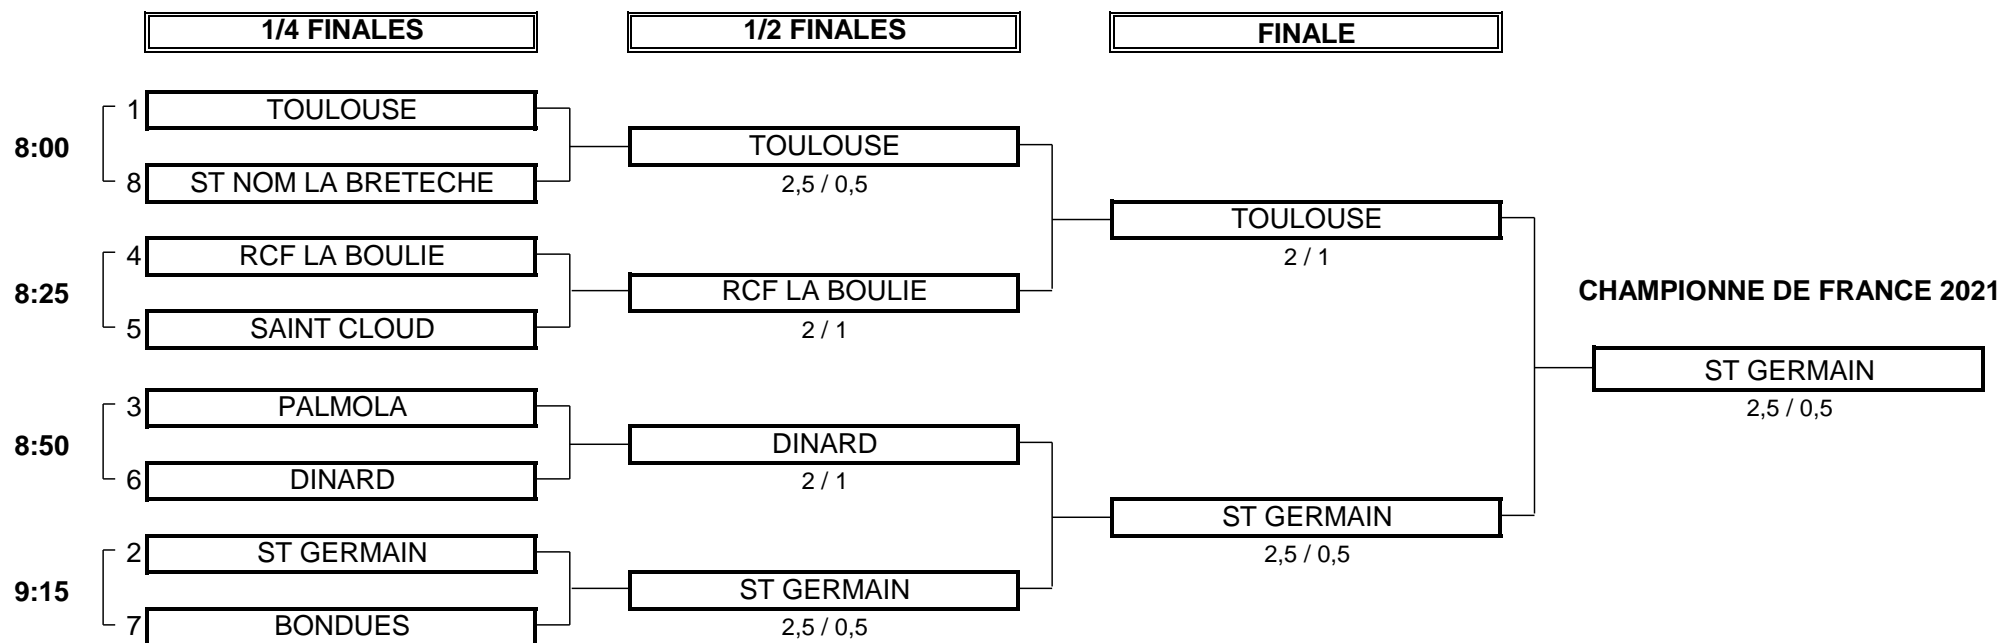 1/4 FINALES
1/2 FINALES
FINALE
1 TOULOUSE
8:00
8 ST NOM LA BRETECHE
TOULOUSE
2,5 / 0,5
4 RCF LA BOULIE
8:25
5 SAINT CLOUD
RCF LA BOULIE
2 / 1
TOULOUSE
2 / 1
3 PALMOLA
8:50
6 DINARD
DINARD
2 / 1
2 ST GERMAIN
9:15
7 BONDUES
ST GERMAIN
2,5 / 0,5
ST GERMAIN
2,5 / 0,5
CHAMPIONNE DE FRANCE 2021
ST GERMAIN
2,5 / 0,5